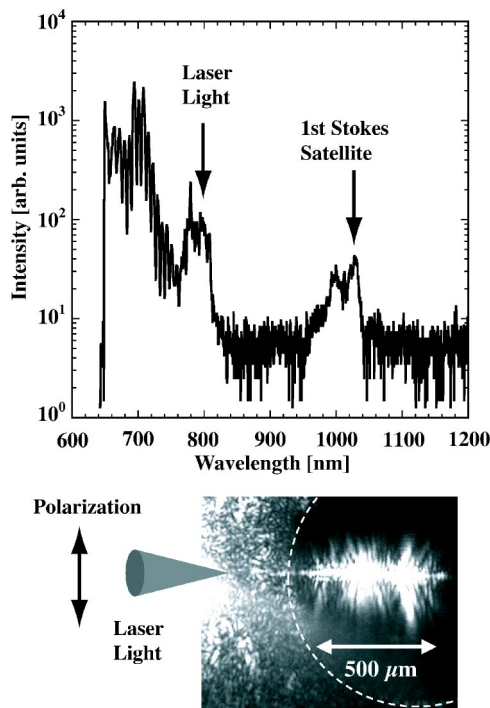 10⁴
10³
10²
10¹
10⁰
Intensity [arb. units]
Laser
Light
1st Stokes
Satellite
600 700 800 900 1000 1100 1200
Wavelength [nm]
Polarization
Laser
Light
500 μm